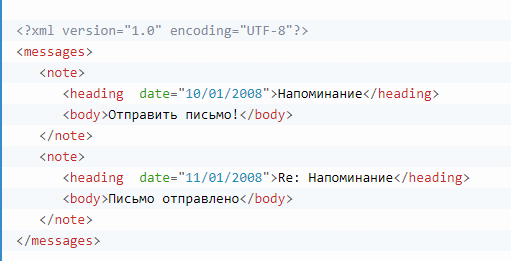 <?xml version="1.0" encoding="UTF-8"?>
<messages>
   <note>
      <heading  date="10/01/2008">Напоминание</heading>
      <body>Отправить письмо!</body>
   </note>
   <note>
      <heading  date="11/01/2008">Re: Напоминание</heading>
      <body>Письмо отправлено</body>
   </note>
</messages>